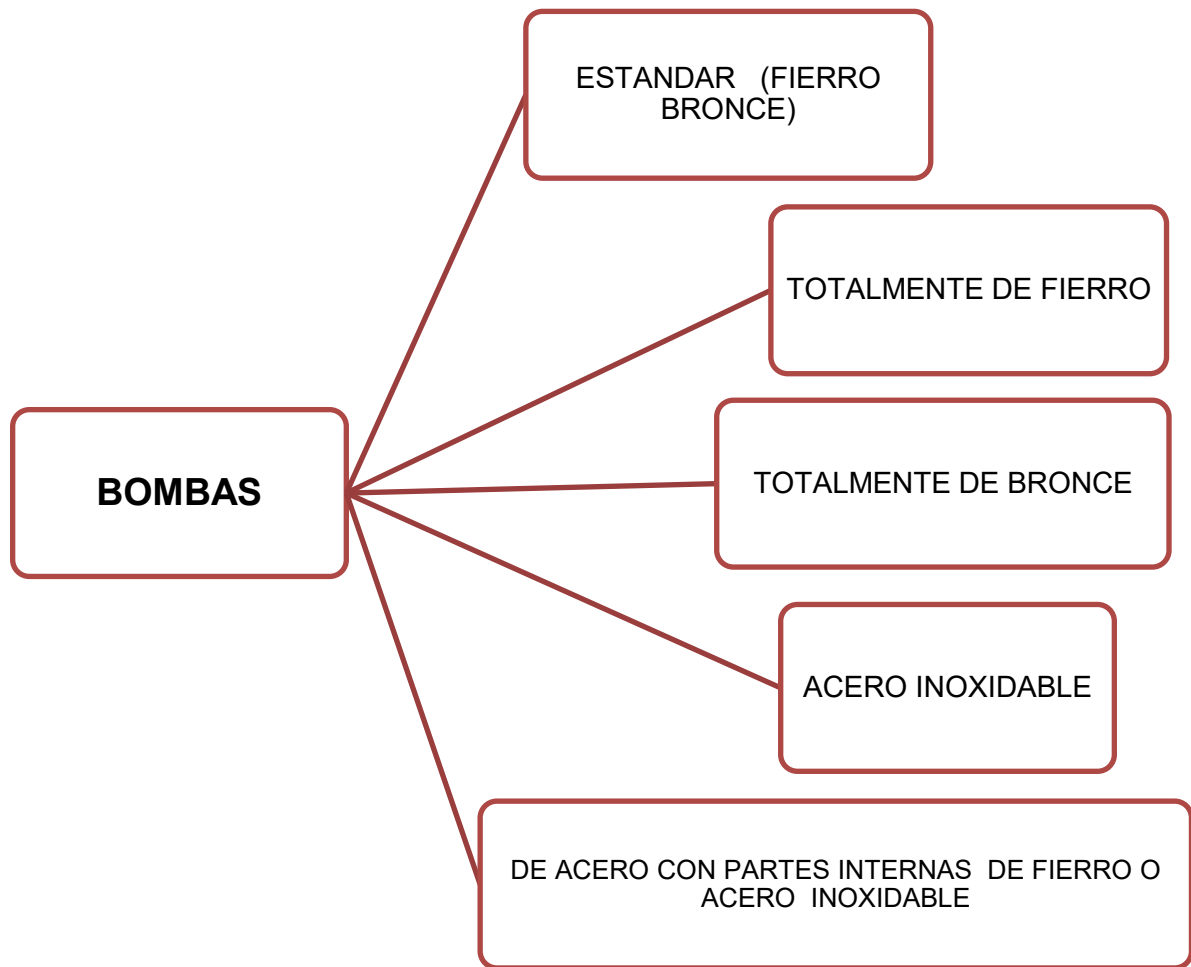 ESTANDAR (FIERRO
BRONCE)
TOTALMENTE DE FIERRO
BOMBAS
TOTALMENTE DE BRONCE
ACERO INOXIDABLE
DE ACERO CON PARTES INTERNAS DE FIERRO O
ACERO INOXIDABLE